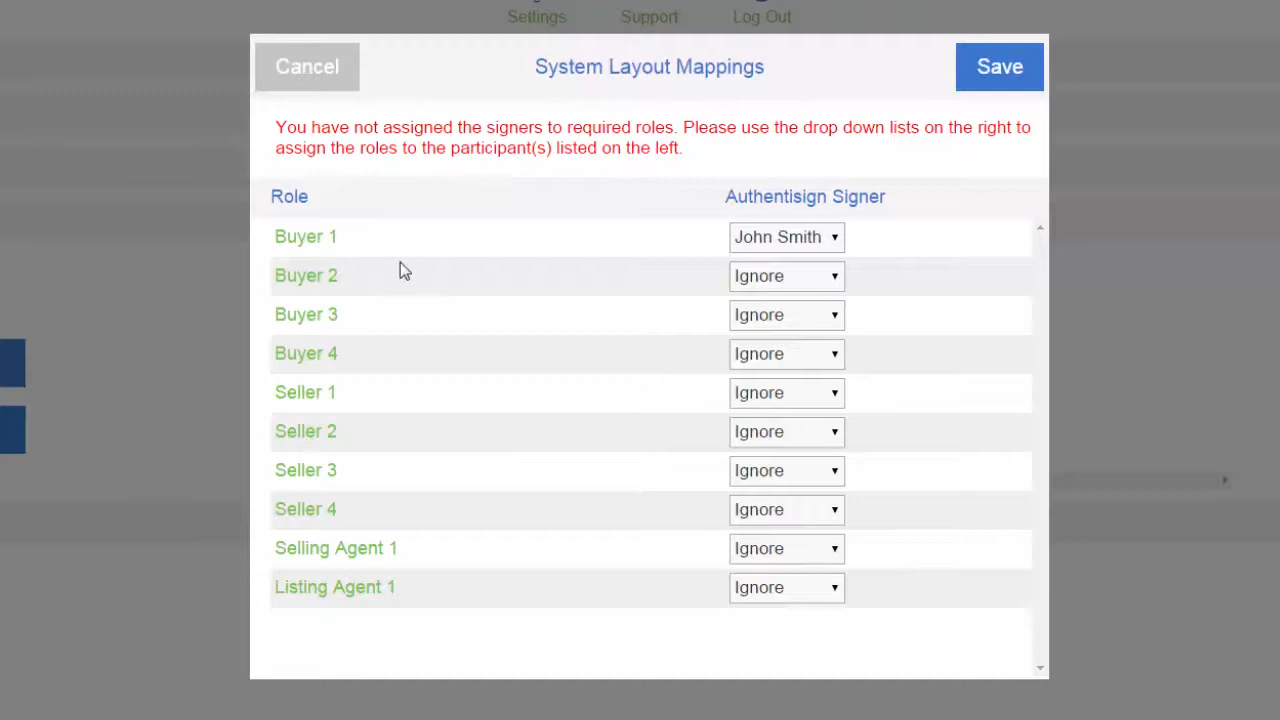 Settings Support Log Out
Cancel System Layout Mappings Save
You have not assigned the signers to required roles. Please use the drop down lists on the right to
assign the roles to the participant(s) listed on the left.
Role Authentisign Signer
Buyer 1 John Smith
Buyer 2 Ignore
Buyer 3 Ignore
Buyer 4 Ignore
Seller 1 Ignore
Seller 2 Ignore
Seller 3 Ignore
Seller 4 Ignore
Selling Agent 1 Ignore
Listing Agent 1 Ignore